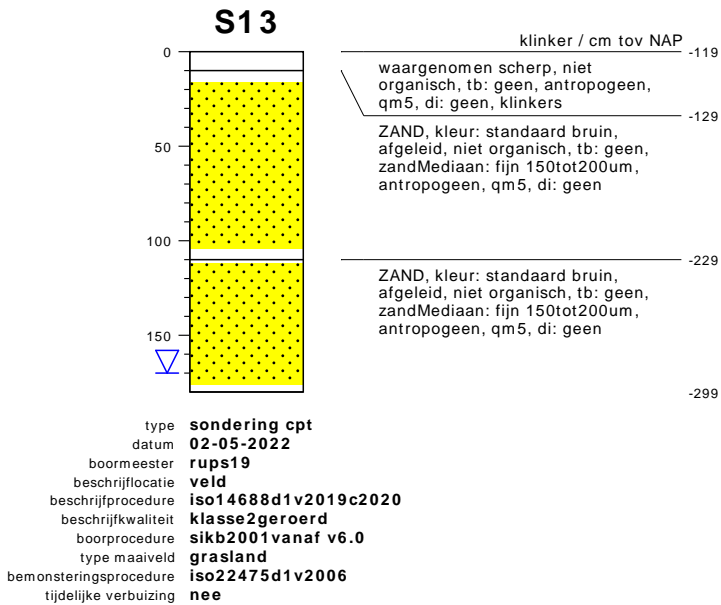 S13
klinker / cm tov NAP
0
-119
waargenomen scherp, niet
organisch, tb: geen, antropogeen,
qm5, di: geen, klinkers
-129
ZAND, kleur: standaard bruin,
afgeleid, niet organisch, tb: geen,
zandMediaan: fijn 150tot200um,
antropogeen, qm5, di: geen
50
100
-229
ZAND, kleur: standaard bruin,
afgeleid, niet organisch, tb: geen,
zandMediaan: fijn 150tot200um,
antropogeen, qm5, di: geen
150
-299
type sondering cpt
datum 02-05-2022
boormeester rups19
beschrijflocatie veld
beschrijfprocedure iso14688d1v2019c2020
beschrijfkwaliteit klasse2geroerd
boorprocedure sikb2001vanaf v6.0
type maaiveld grasland
bemonsteringsprocedure iso22475d1v2006
tijdelijke verbuizing nee